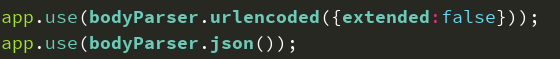 app.use(bodyParser.urlencoded({extended:false}));
app.use(bodyParser.json());